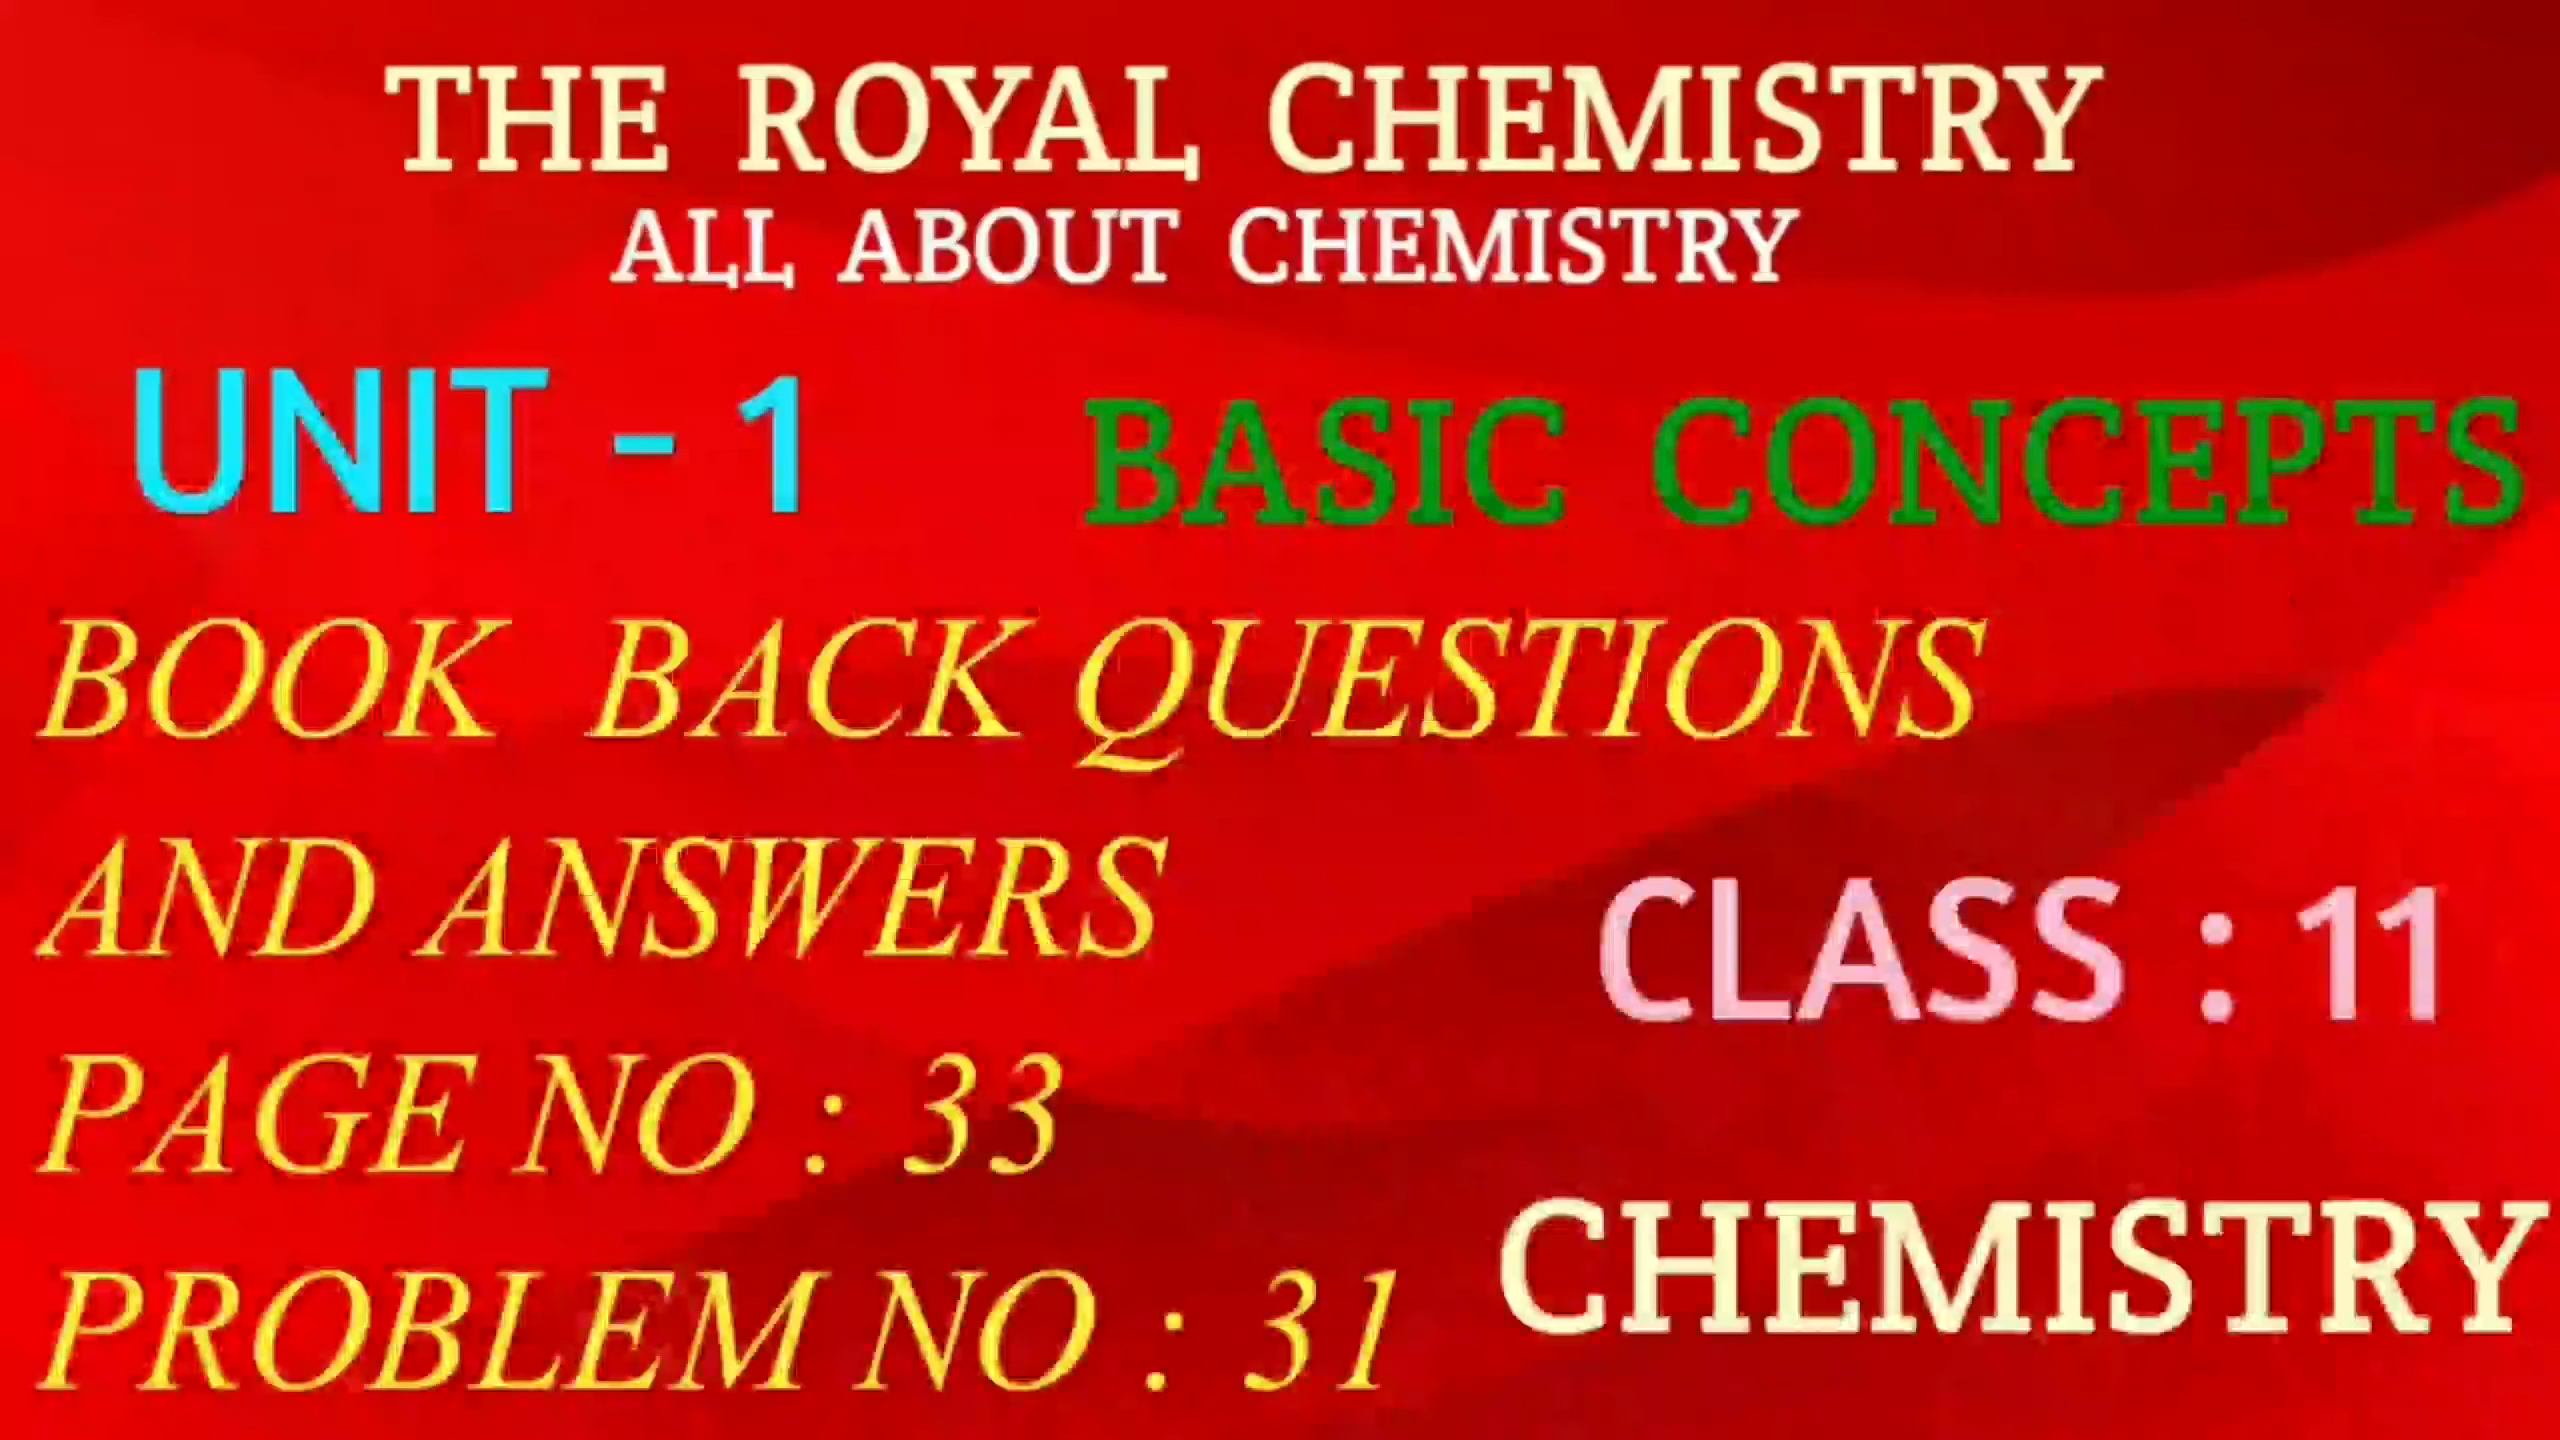 THE ROYAL CHEMISTRY
ALL ABOUT CHEMISTRY
UNIT - 1
BASIC CONCEPTS
BOOK BACK QUESTIONS
AND ANSWERS
CLASS : 11
PAGE NO : 33
PROBLEM NO : 31
CHEMISTRY